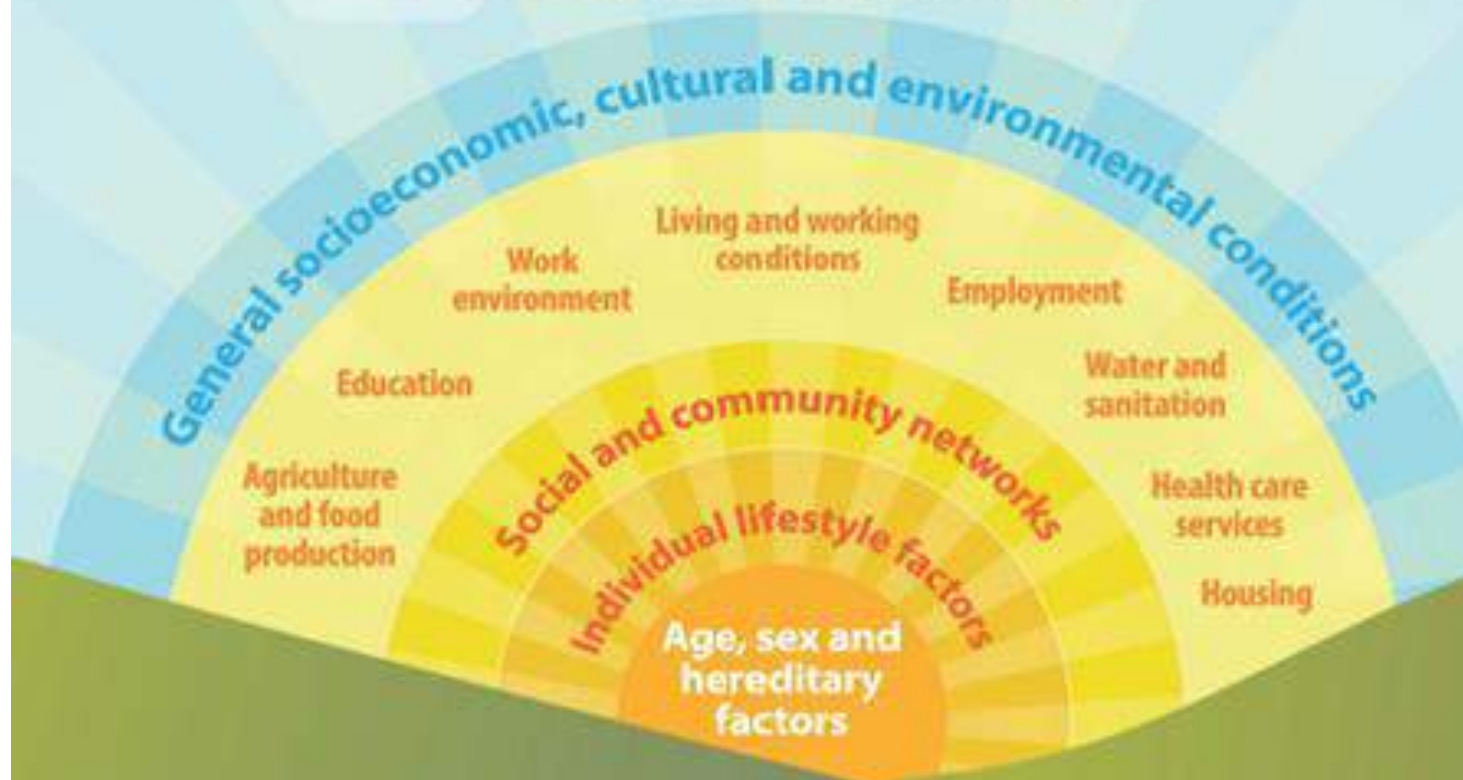 General socioeconomic, cultural and environmental conditions
Living and working
conditions
Work
environment
Employment
Education
Water and
sanitation
Agriculture
and food
production
Health care
services
Housing
Social and community networks
Individual lifestyle factors
Age, sex and
hereditary
factors